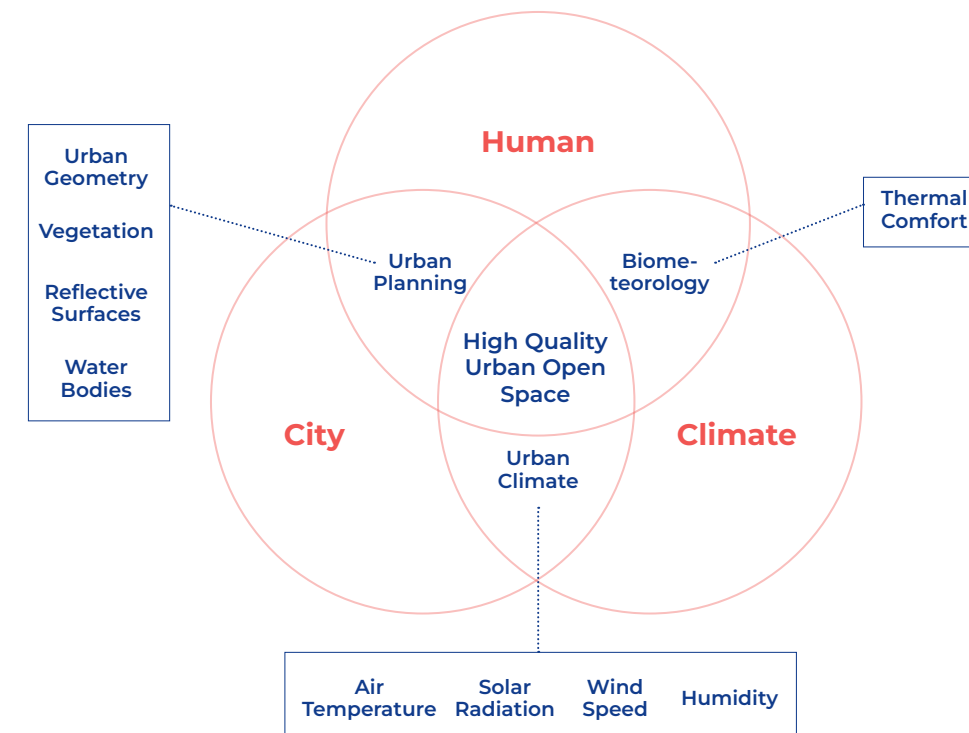 Human
Urban
Geometry
Vegetation
Reflective
Surfaces
Water
Bodies
Thermal
Comfort
Urban
Planning
Biome-
teorology
High Quality
Urban Open
Space
City
Climate
Urban
Climate
Air
Temperature
Solar
Radiation
Wind
Speed
Humidity